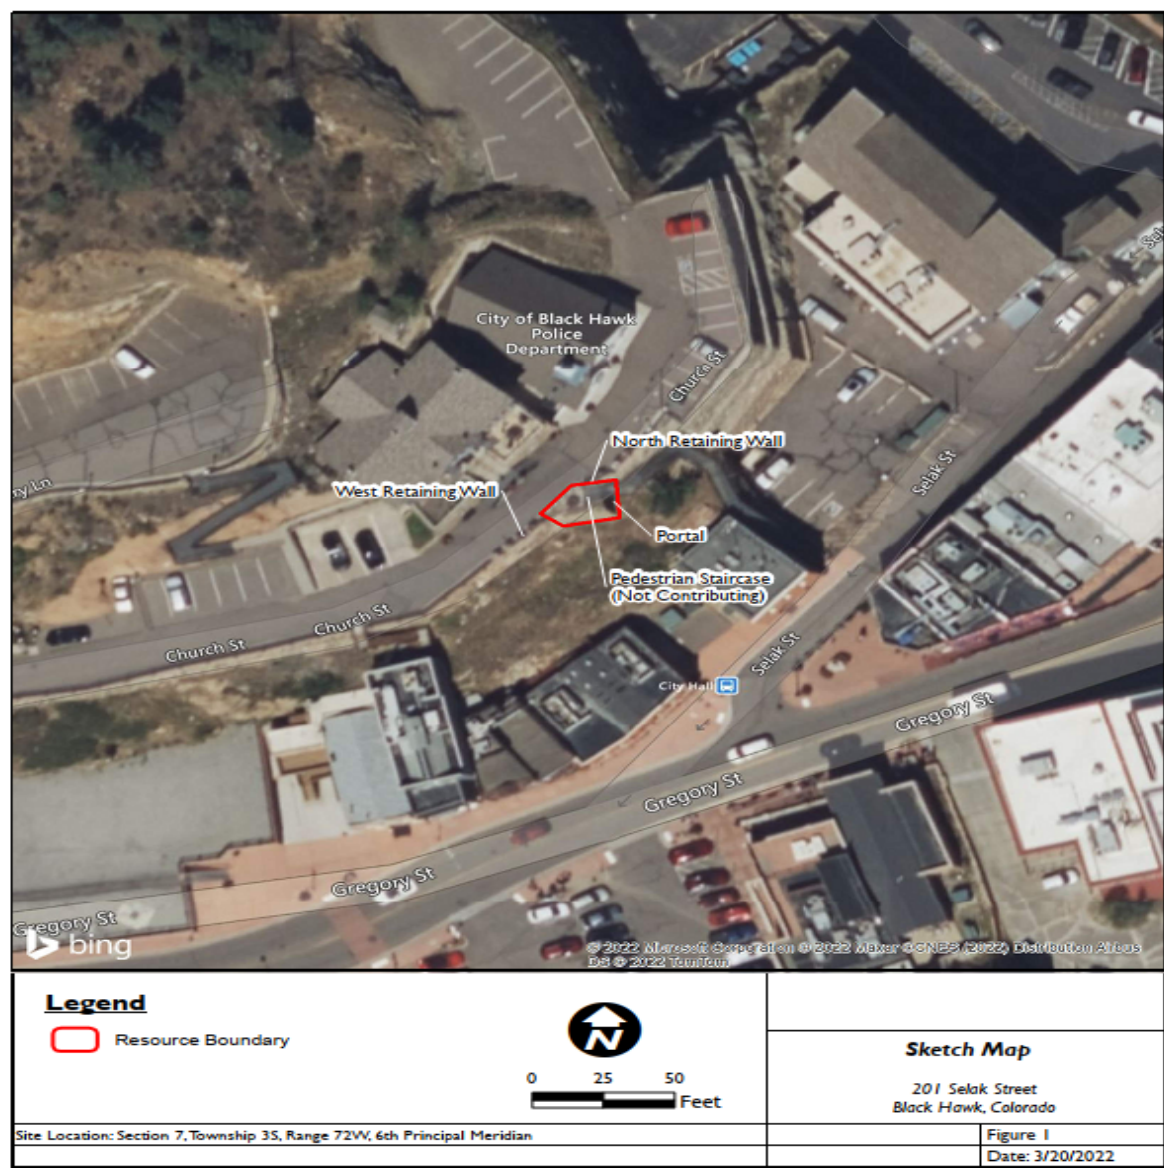 Sel
City of Black Hawk
Police
Department
Church St
North Retaining Wall
ry Ln
West Retaining Wall
Selak St
Portal
Pedestrian Staircase
(Not Contributing)
Church St
Church St
Selak St
City Hall
Gregory St
Gregory St
Gregory St
Gregory St
bing
© 2022 Microsoft Corporation © 2022 Maxar ©CNES (2022) Distribution Airbus
DS © 2022 TomTom
Legend
Resource Boundary
N
0 25 50
Feet
Sketch Map
201 Selak Street
Black Hawk, Colorado
Site Location: Section 7, Township 3S, Range 72W, 6th Principal Meridian
Figure 1
Date: 3/20/2022